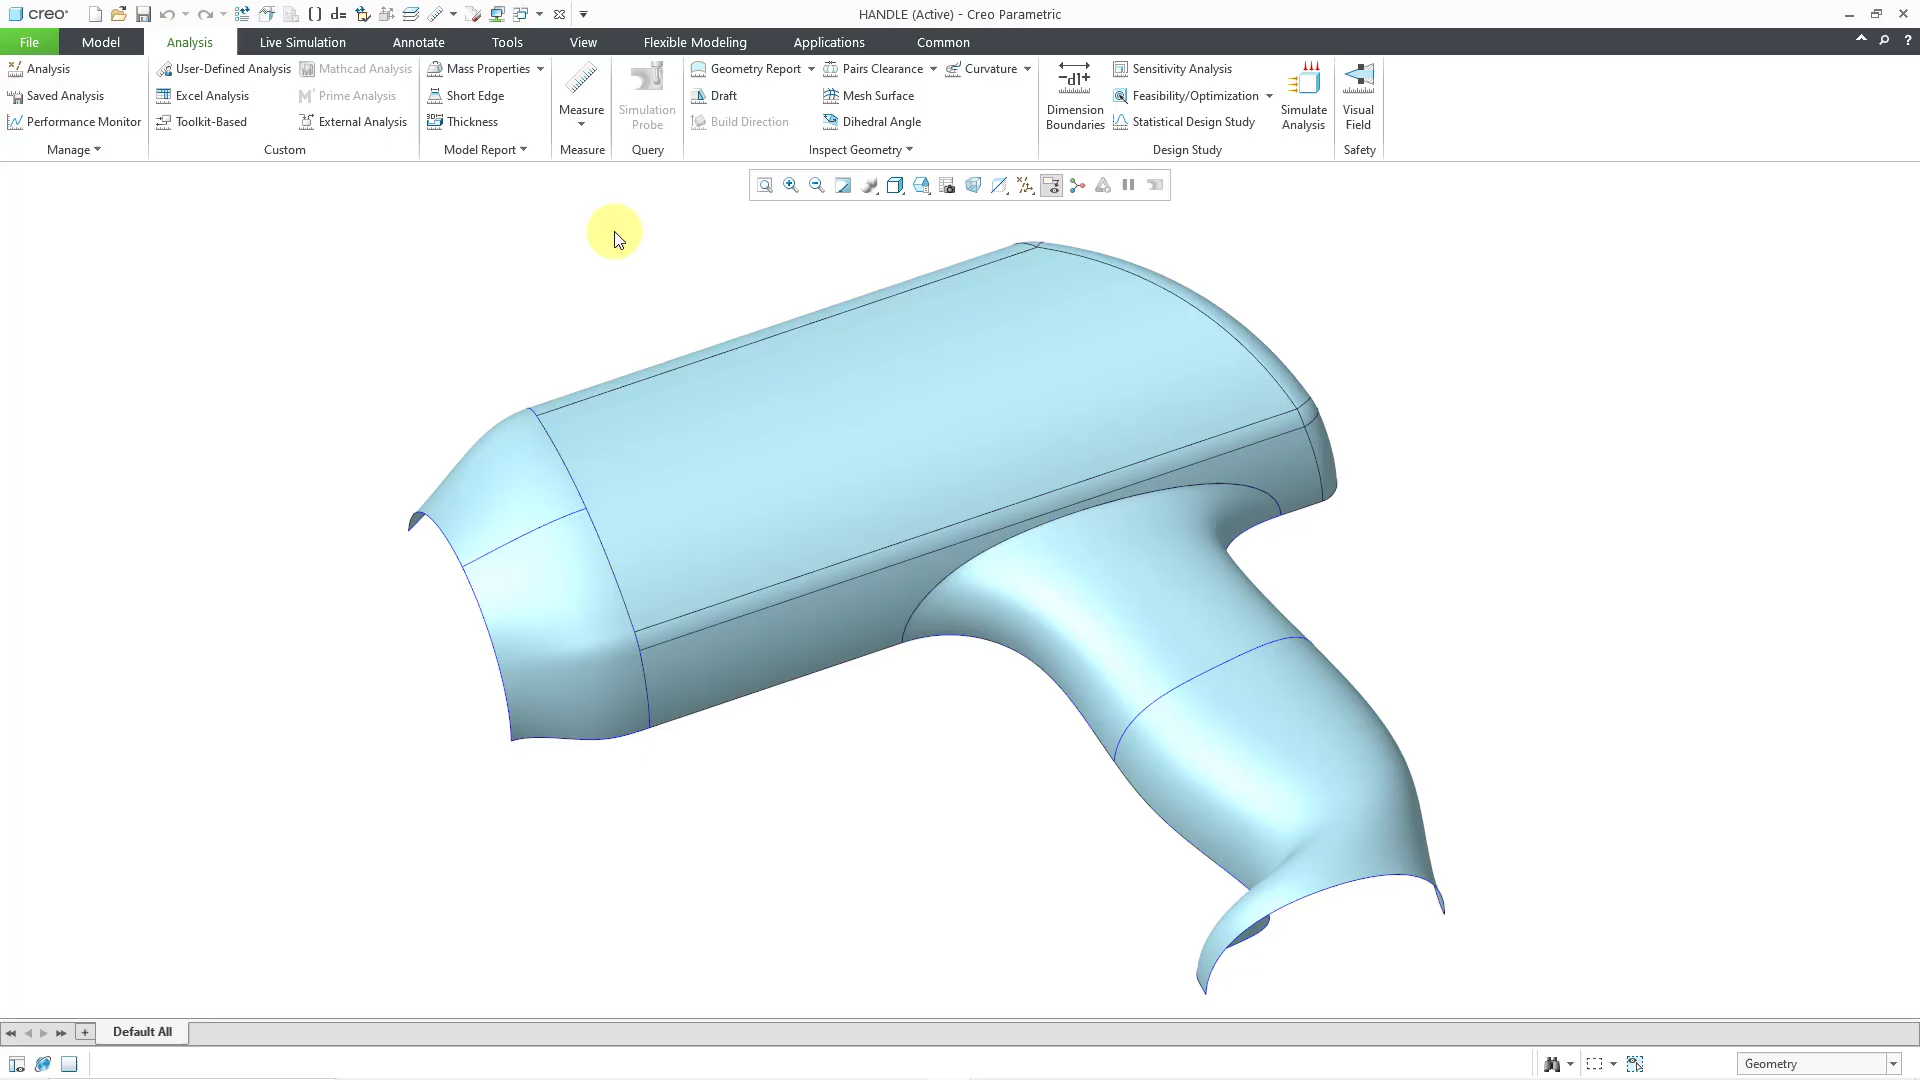 creo
d=
HANDLE (Active) - Creo Parametric
File
Model
Analysis
Live Simulation
Annotate
Tools
View
Flexible Modeling
Applications
Common
?
Analysis
Saved Analysis
Performance Monitor
Manage
User-Defined Analysis
Excel Analysis
Toolkit-Based
Mathcad Analysis
Prime Analysis
External Analysis
Custom
Mass Properties
Short Edge
Thickness
Model Report
Measure
Measure
Simulation
Probe
Query
Geometry Report
Draft
Build Direction
Pairs Clearance
Mesh Surface
Dihedral Angle
Curvature
Inspect Geometry
Dimension
Boundaries
Sensitivity Analysis
Feasibility/Optimization
Statistical Design Study
Simulate
Analysis
Design Study
Visual
Field
Safety
Default All
Geometry